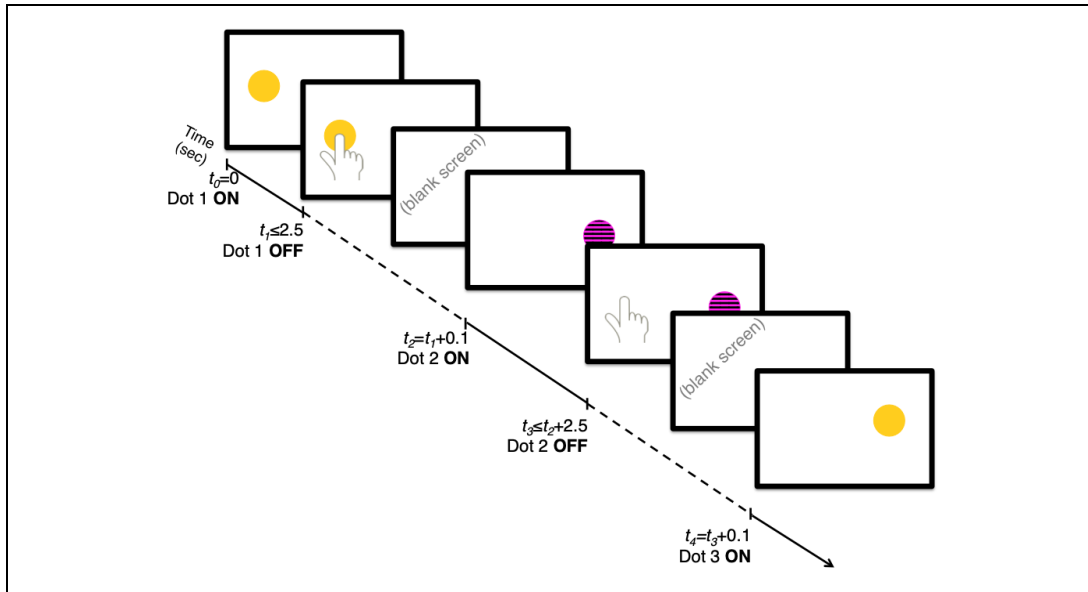 Time
(sec)
t₀=0
Dot 1 ON
t₁≤2.5
Dot 1 OFF
(blank screen)
t₂=t₁+0.1
Dot 2 ON
t₃≤t₂+2.5
Dot 2 OFF
(blank screen)
t₄=t₃+0.1
Dot 3 ON